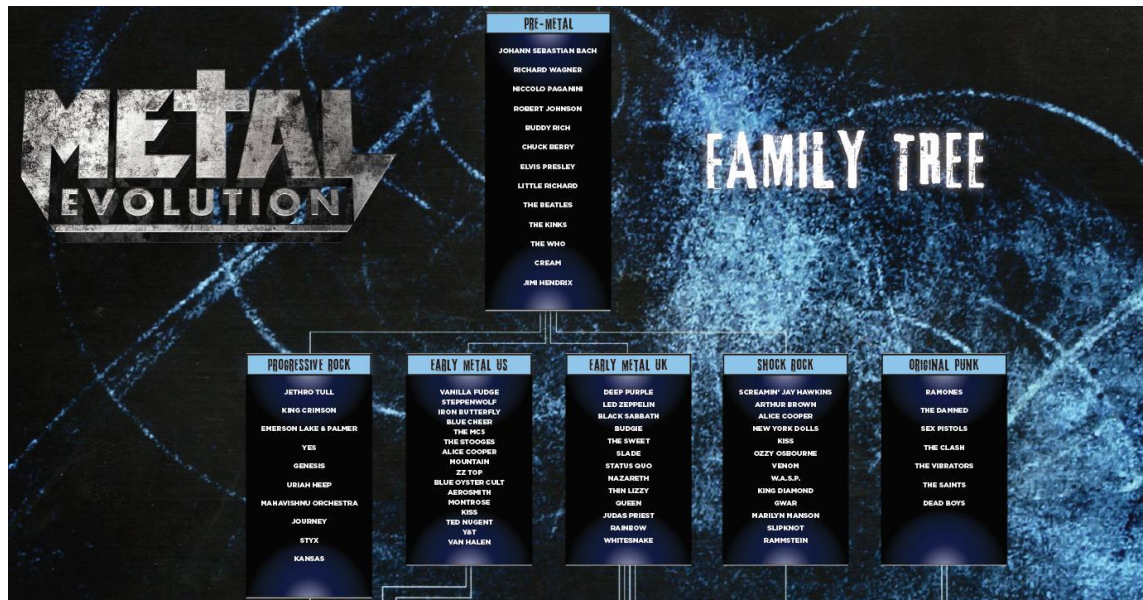 METAL
EVOLUTION
FAMILY TREE
PRE-METAL
JOHANN SEBASTIAN BACH
RICHARD WAGNER
NICCOLO PAGANINI
ROBERT JOHNSON
BUDDY RICH
CHUCK BERRY
ELVIS PRESLEY
LITTLE RICHARD
THE BEATLES
THE KINKS
THE WHO
CREAM
JIMI HENDRIX
PROGRESSIVE ROCK
JETHRO TULL
KING CRIMSON
EMERSON LAKE & PALMER
YES
GENESIS
URIAH HEEP
MAHAVISHNU ORCHESTRA
JOURNEY
STYX
KANSAS
EARLY METAL US
VANILLA FUDGE
STEPPENWOLF
IRON BUTTERFLY
BLUE CHEER
THE MC5
THE STOOGES
ALICE COOPER
MOUNTAIN
ZZ TOP
BLUE OYSTER CULT
AEROSMITH
MONTROSE
KISS
TED NUGENT
Y&T
VAN HALEN
EARLY METAL UK
DEEP PURPLE
LED ZEPPELIN
BLACK SABBATH
BUDGIE
THE SWEET
SLADE
STATUS QUO
NAZARETH
THIN LIZZY
QUEEN
JUDAS PRIEST
RAINBOW
WHITESNAKE
SHOCK ROCK
SCREAMIN' JAY HAWKINS
ARTHUR BROWN
ALICE COOPER
NEW YORK DOLLS
KISS
OZZY OSBOURNE
VENOM
W.A.S.P.
KING DIAMOND
GWAR
MARILYN MANSON
SLIPKNOT
RAMMSTEIN
ORIGINAL PUNK
RAMONES
THE DAMNED
SEX PISTOLS
THE CLASH
THE VIBRATORS
THE SAINTS
DEAD BOYS